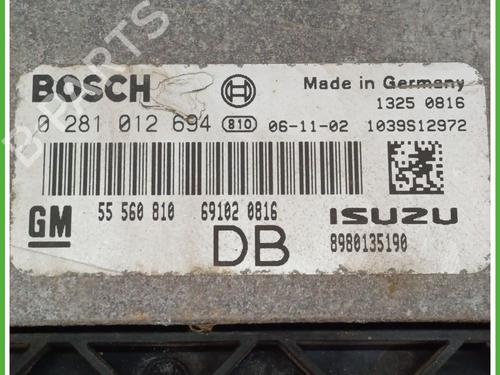 BOSCH Made in Germany
1325 0816
0 281 012 694 810 06-11-02 1039S12972
GM 55 560 810 69102 0816 ISUZU
DB 8980135190
B-PARTS